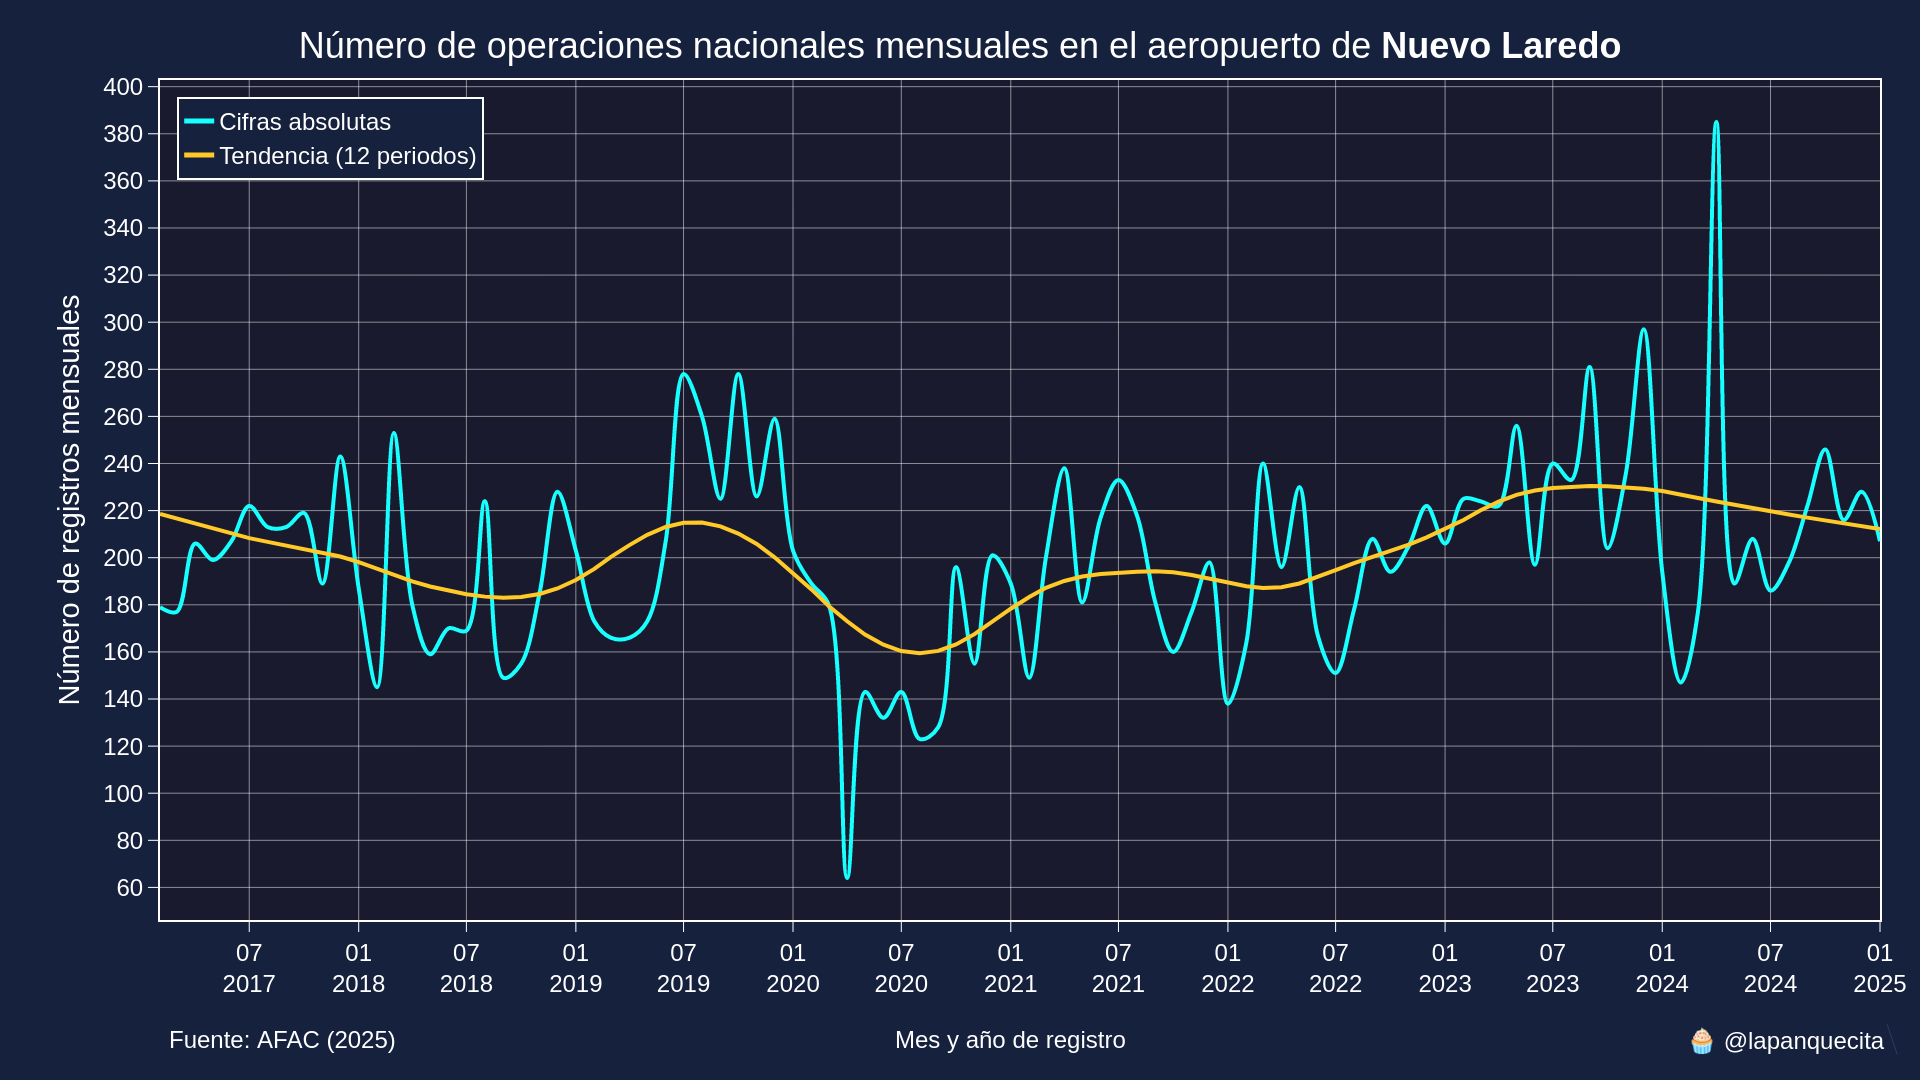 Número de operaciones nacionales mensuales en el aeropuerto de Nuevo Laredo
Cifras absolutas
Tendencia (12 periodos)
Número de registros mensuales
400
380
360
340
320
300
280
260
240
220
200
180
160
140
120
100
80
60
07 01 07 01 07 01 07 01 07 01 07 01 07 01 07 01
2017 2018 2018 2019 2019 2020 2020 2021 2021 2022 2022 2023 2023 2024 2024 2025
Fuente: AFAC (2025)
Mes y año de registro
🧁 @lapanquecita